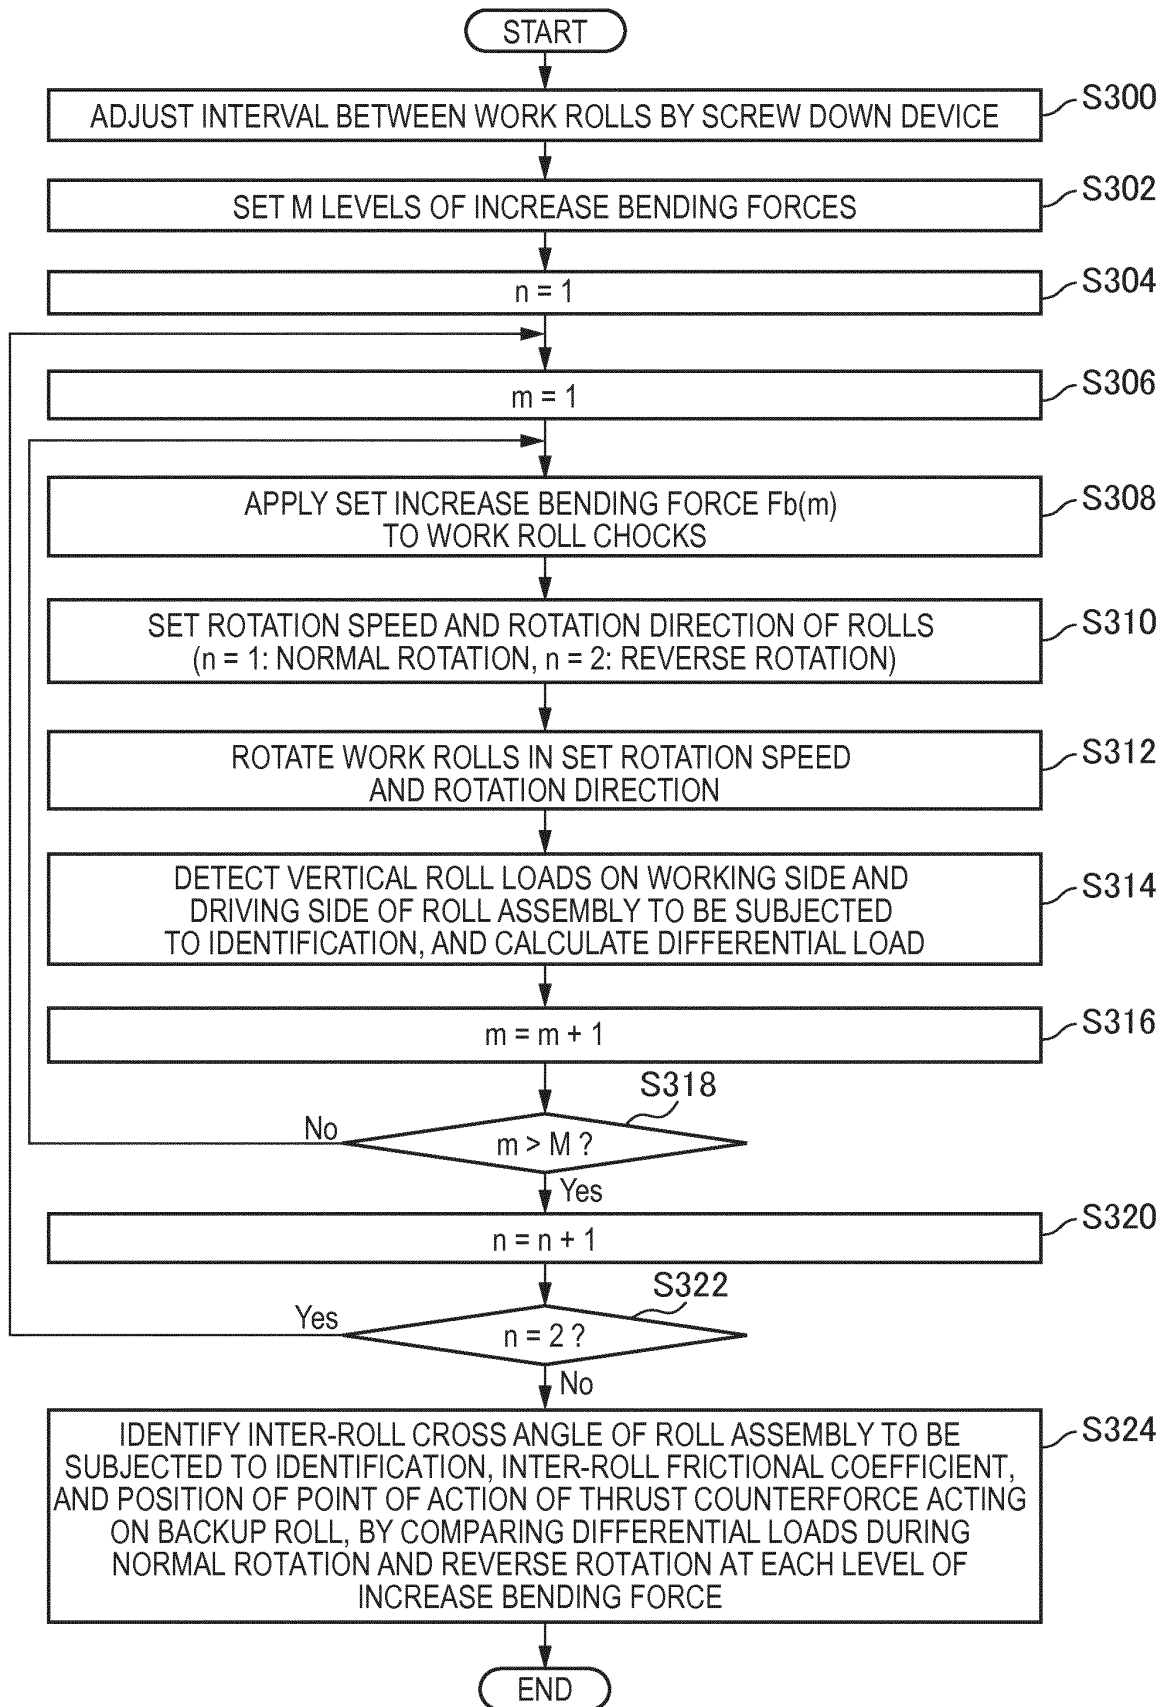 START
ADJUST INTERVAL BETWEEN WORK ROLLS BY SCREW DOWN DEVICE
S300
SET M LEVELS OF INCREASE BENDING FORCES
S302
n = 1
S304
m = 1
S306
APPLY SET INCREASE BENDING FORCE Fb(m)
TO WORK ROLL CHOCKS
S308
SET ROTATION SPEED AND ROTATION DIRECTION OF ROLLS
(n = 1: NORMAL ROTATION, n = 2: REVERSE ROTATION)
S310
ROTATE WORK ROLLS IN SET ROTATION SPEED
AND ROTATION DIRECTION
S312
DETECT VERTICAL ROLL LOADS ON WORKING SIDE AND
DRIVING SIDE OF ROLL ASSEMBLY TO BE SUBJECTED
TO IDENTIFICATION, AND CALCULATE DIFFERENTIAL LOAD
S314
m = m + 1
S316
S318
No
m > M ?
Yes
n = n + 1
S320
S322
Yes
n = 2 ?
No
IDENTIFY INTER-ROLL CROSS ANGLE OF ROLL ASSEMBLY TO BE
SUBJECTED TO IDENTIFICATION, INTER-ROLL FRICTIONAL COEFFICIENT,
AND POSITION OF POINT OF ACTION OF THRUST COUNTERFORCE ACTING
ON BACKUP ROLL, BY COMPARING DIFFERENTIAL LOADS DURING
NORMAL ROTATION AND REVERSE ROTATION AT EACH LEVEL OF
INCREASE BENDING FORCE
S324
END